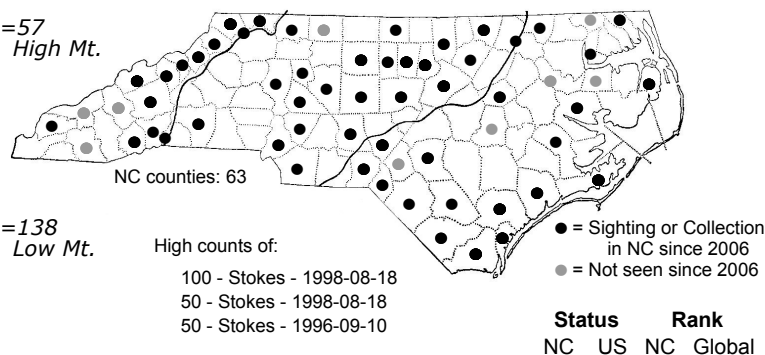 =57
High Mt.
NC counties: 63
=138
Low Mt.
High counts of:
100 - Stokes - 1998-08-18
50 - Stokes - 1998-08-18
50 - Stokes - 1996-09-10
= Sighting or Collection
in NC since 2006
= Not seen since 2006
Status Rank
NC US NC Global